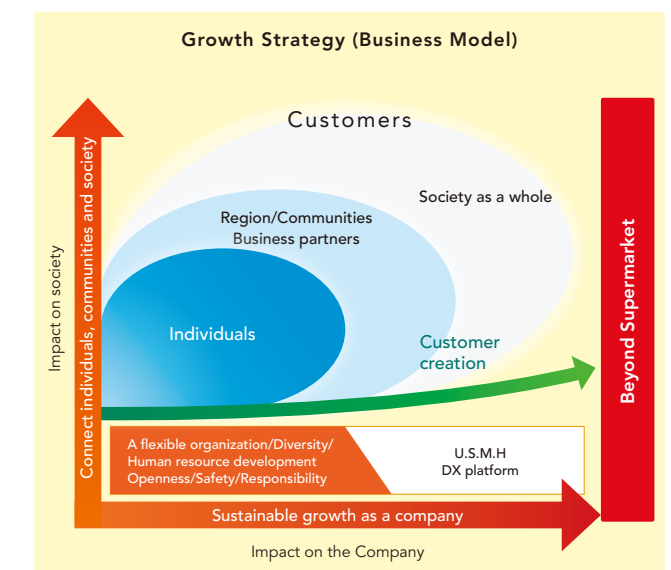 Growth Strategy (Business Model)
Customers
Society as a whole
Region/Communities
Business partners
Individuals
Customer
creation
Impact on society
Connect individuals, communities and society
Beyond Supermarket
A flexible organization/Diversity/
Human resource development
Openness/Safety/Responsibility
U.S.M.H
DX platform
Sustainable growth as a company
Impact on the Company